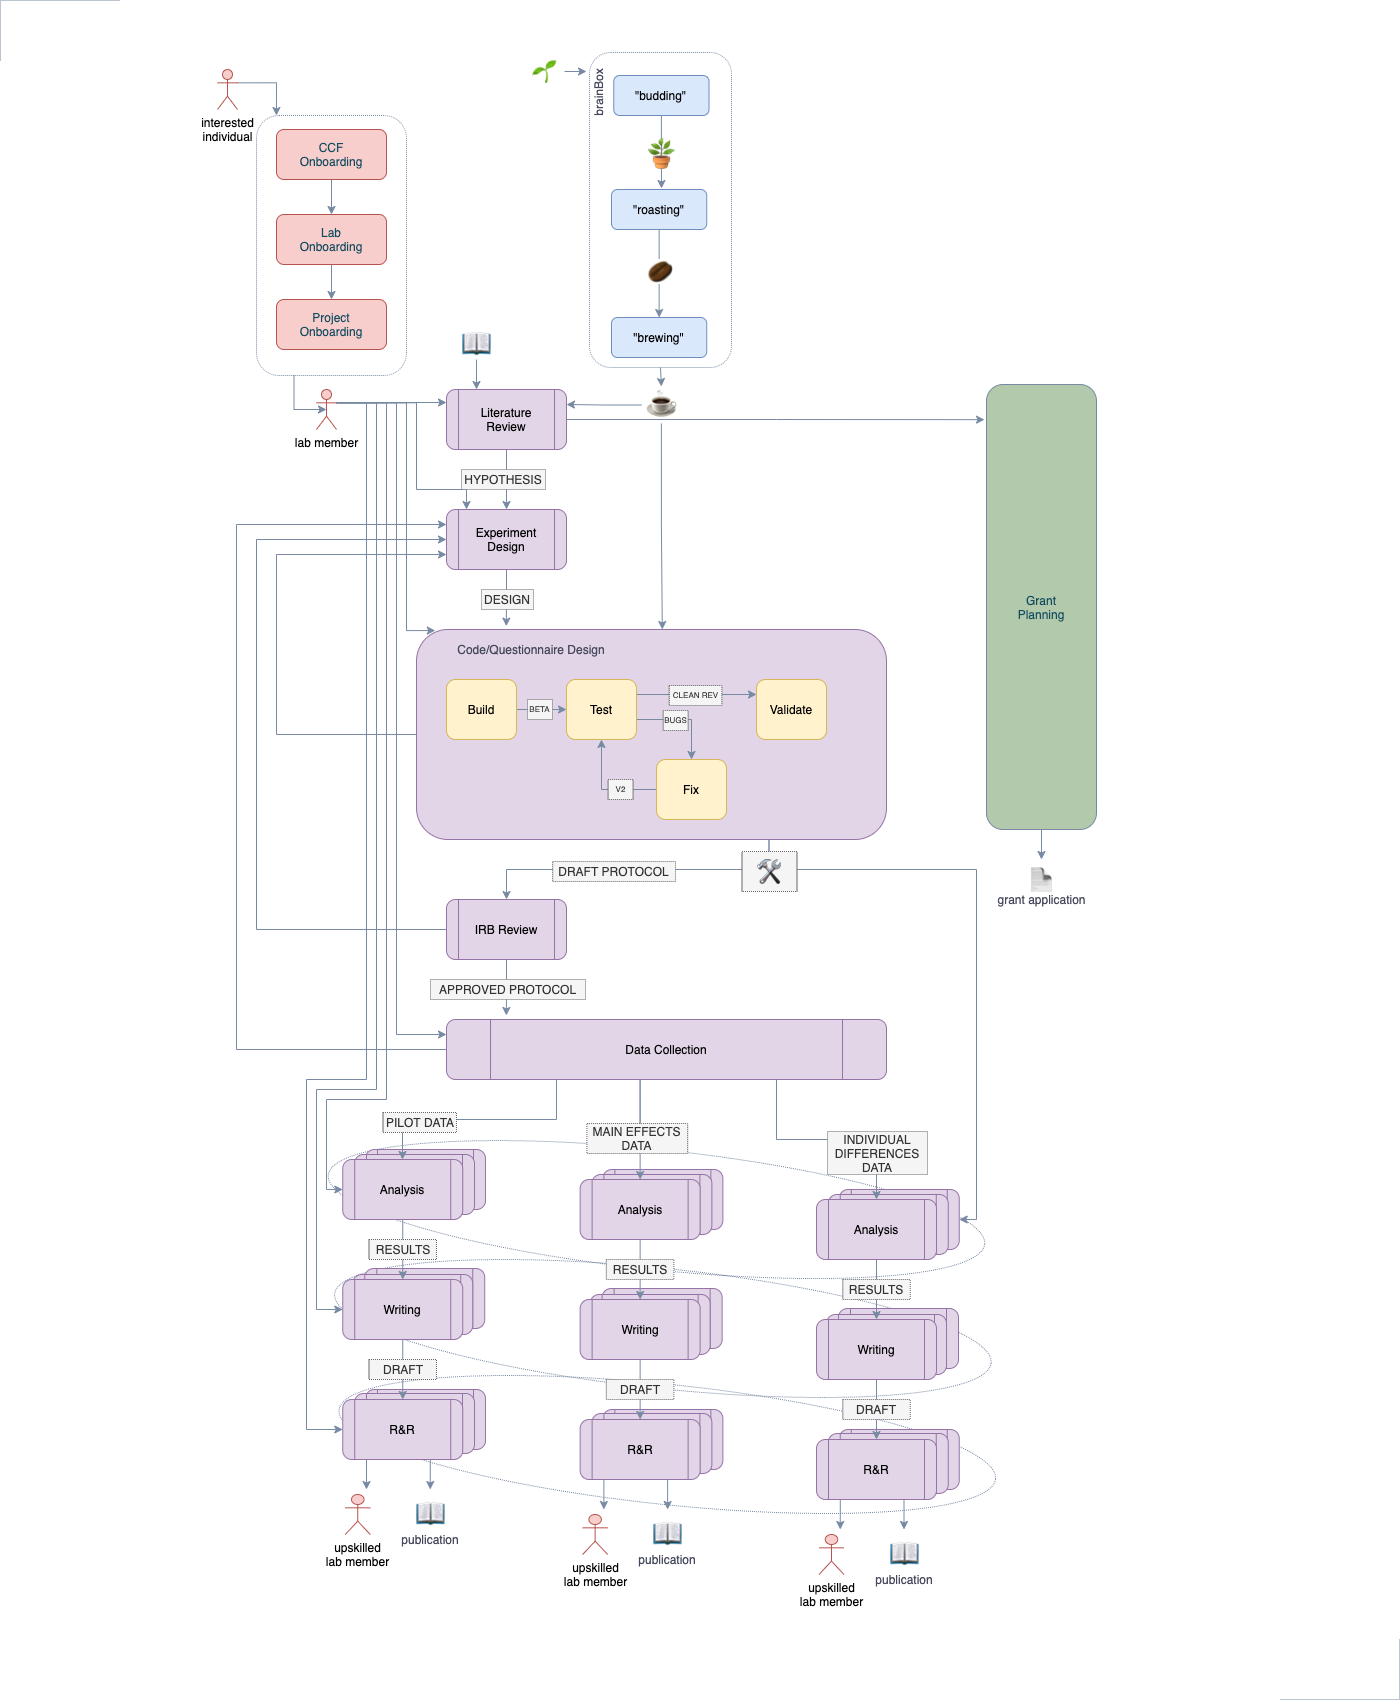 interested
individual
CCF
Onboarding
Lab
Onboarding
Project
Onboarding
lab member
brainBox
"budding"
"roasting"
"brewing"
Literature
Review
HYPOTHESIS
Experiment
Design
DESIGN
Grant
Planning
grant application
Code/Questionnaire Design
Build
BETA
Test
CLEAN REV
BUGS
Validate
V2
Fix
DRAFT PROTOCOL
IRB Review
APPROVED PROTOCOL
Data Collection
PILOT DATA
MAIN EFFECTS
DATA
INDIVIDUAL
DIFFERENCES
DATA
Analysis
Analysis
Analysis
RESULTS
RESULTS
RESULTS
Writing
Writing
Writing
DRAFT
DRAFT
DRAFT
R&R
R&R
R&R
upskilled
lab member
publication
upskilled
lab member
publication
upskilled
lab member
publication